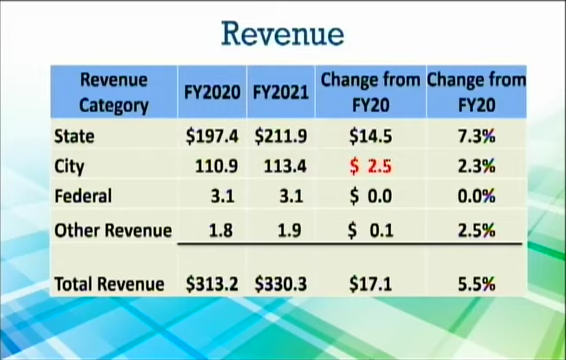 Revenue
Revenue Category FY2020 FY2021 Change from FY20 Change from FY20
State $197.4 $211.9 $14.5 7.3%
City 110.9 113.4 $ 2.5 2.3%
Federal 3.1 3.1 $ 0.0 0.0%
Other Revenue 1.8 1.9 $ 0.1 2.5%
Total Revenue $313.2 $330.3 $17.1 5.5%